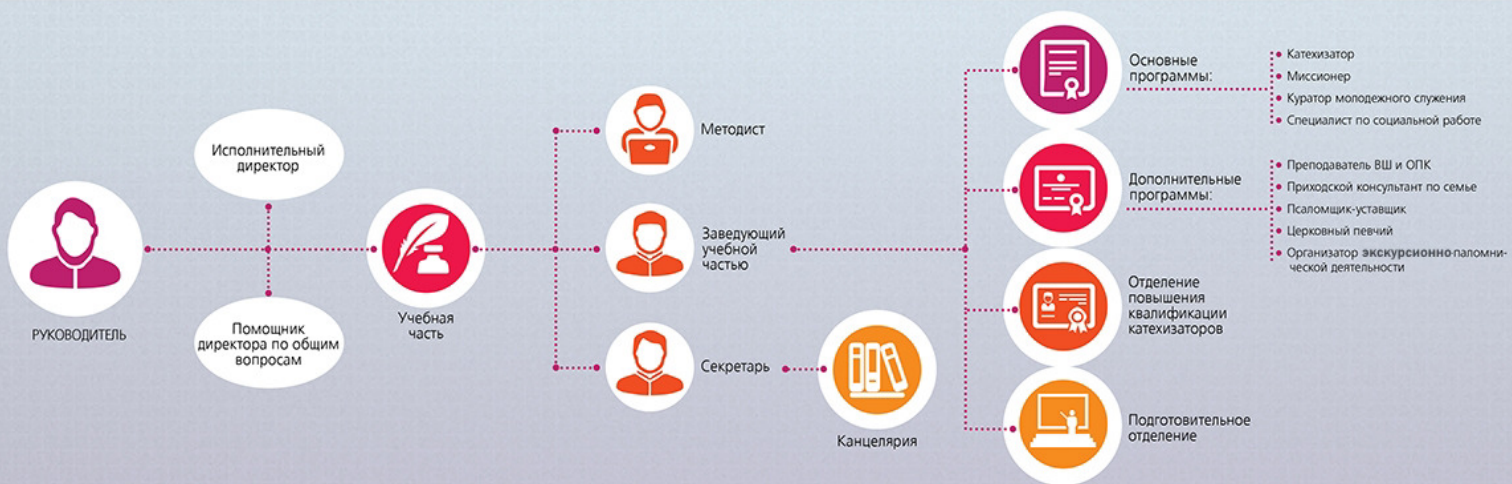 РУКОВОДИТЕЛЬ
Исполнительный
директор
Помощник
директора по общим
вопросам
Учебная
часть
Методист
Заведующий
учебной
частью
Секретарь
Канцелярия
Основные
программы:
Катехизатор
Миссионер
Куратор молодежного служения
Специалист по социальной работе
Дополнительные
программы:
Преподаватель ВШ и ОПК
Приходской консультант по семье
Псаломщик-уставщик
Церковный певчий
Организатор экскурсионно-паломни-
ческой деятельности
Отделение
повышения
квалификации
катехизаторов
Подготовительное
отделение